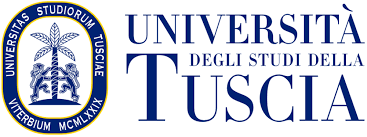 UNIVERSITAS STUDIORUM TUSCIAE
VITERBIUM MCMLXXIX
UNIVERSITÀ
DEGLI STUDI DELLA
TUSCIA